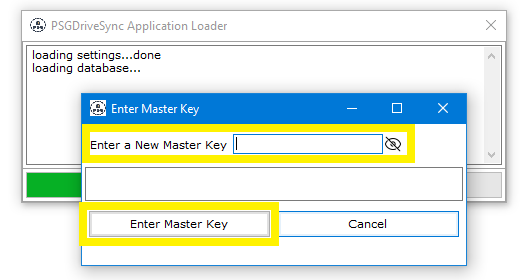 PSGDriveSync Application Loader
loading settings...done
loading database...
Enter Master Key
Enter a New Master Key
Enter Master Key
Cancel